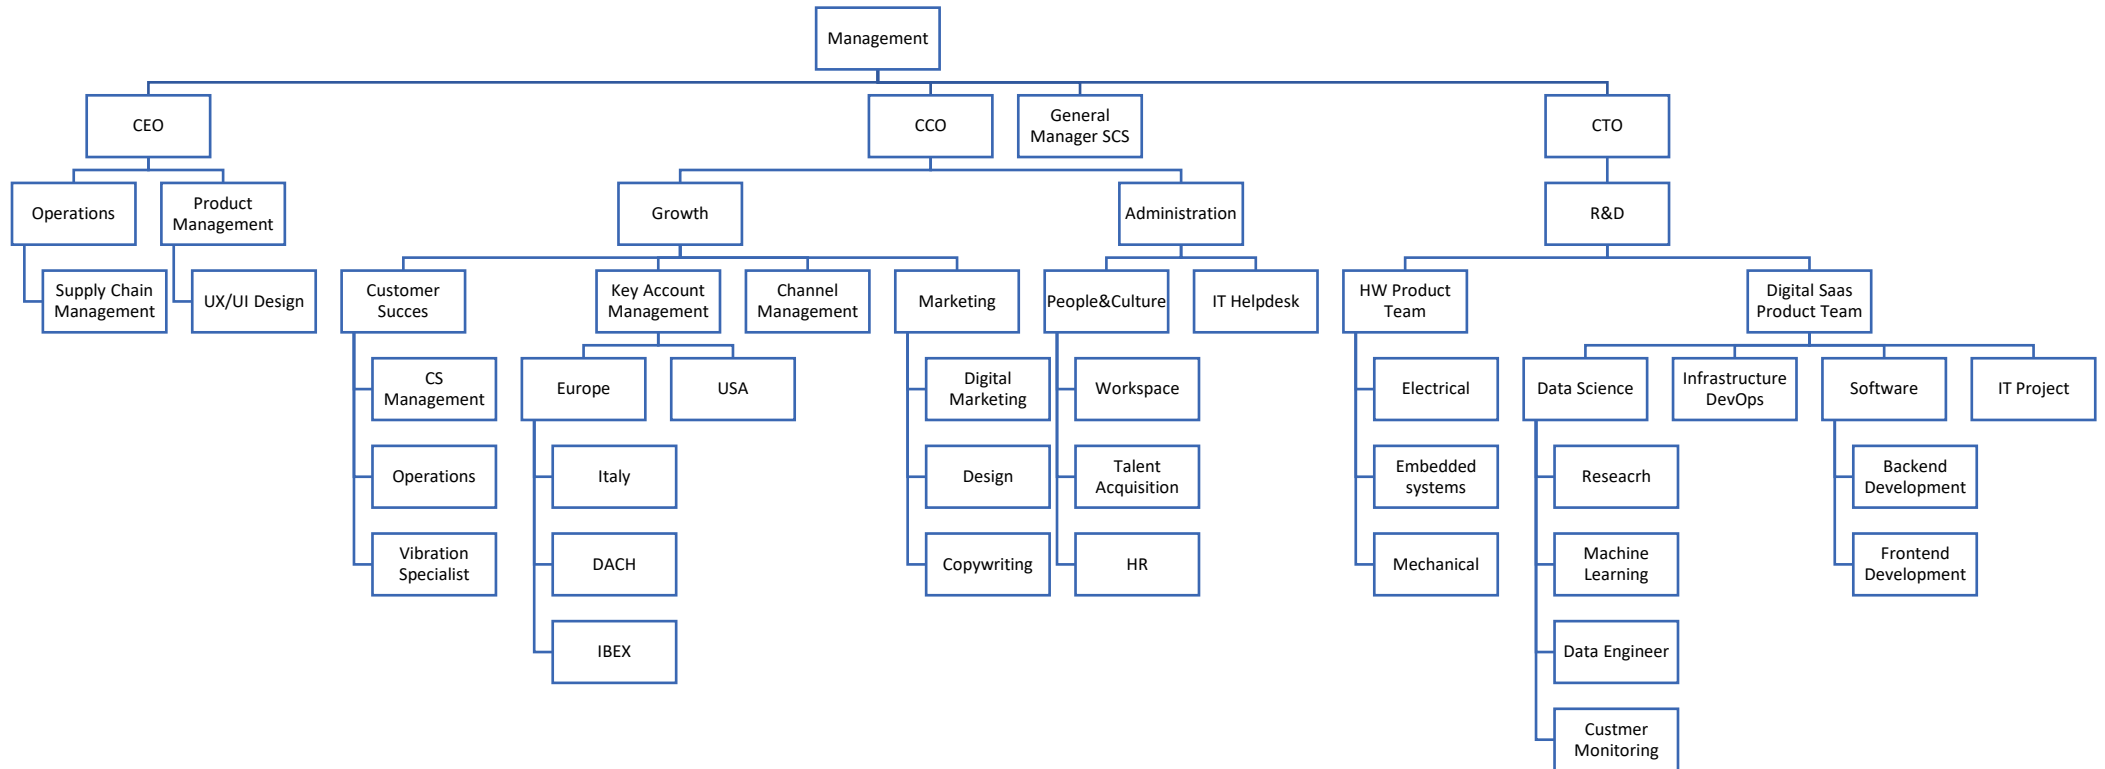 Management
CEO
CCO
General
Manager SCS
CTO
Operations
Product
Management
Growth
Administration
R&D
Supply Chain
Management
UX/UI Design
Customer
Succes
Key Account
Management
Channel
Management
Marketing
People&Culture
IT Helpdesk
HW Product
Team
Digital Saas
Product Team
CS
Management
Europe
USA
Digital
Marketing
Workspace
Electrical
Data Science
Infrastructure
DevOps
Software
IT Project
Operations
Italy
Design
Talent
Acquisition
Embedded
systems
Reseacrh
Backend
Development
Vibration
Specialist
DACH
Copywriting
HR
Mechanical
Machine
Learning
Frontend
Development
IBEX
Data Engineer
Custmer
Monitoring